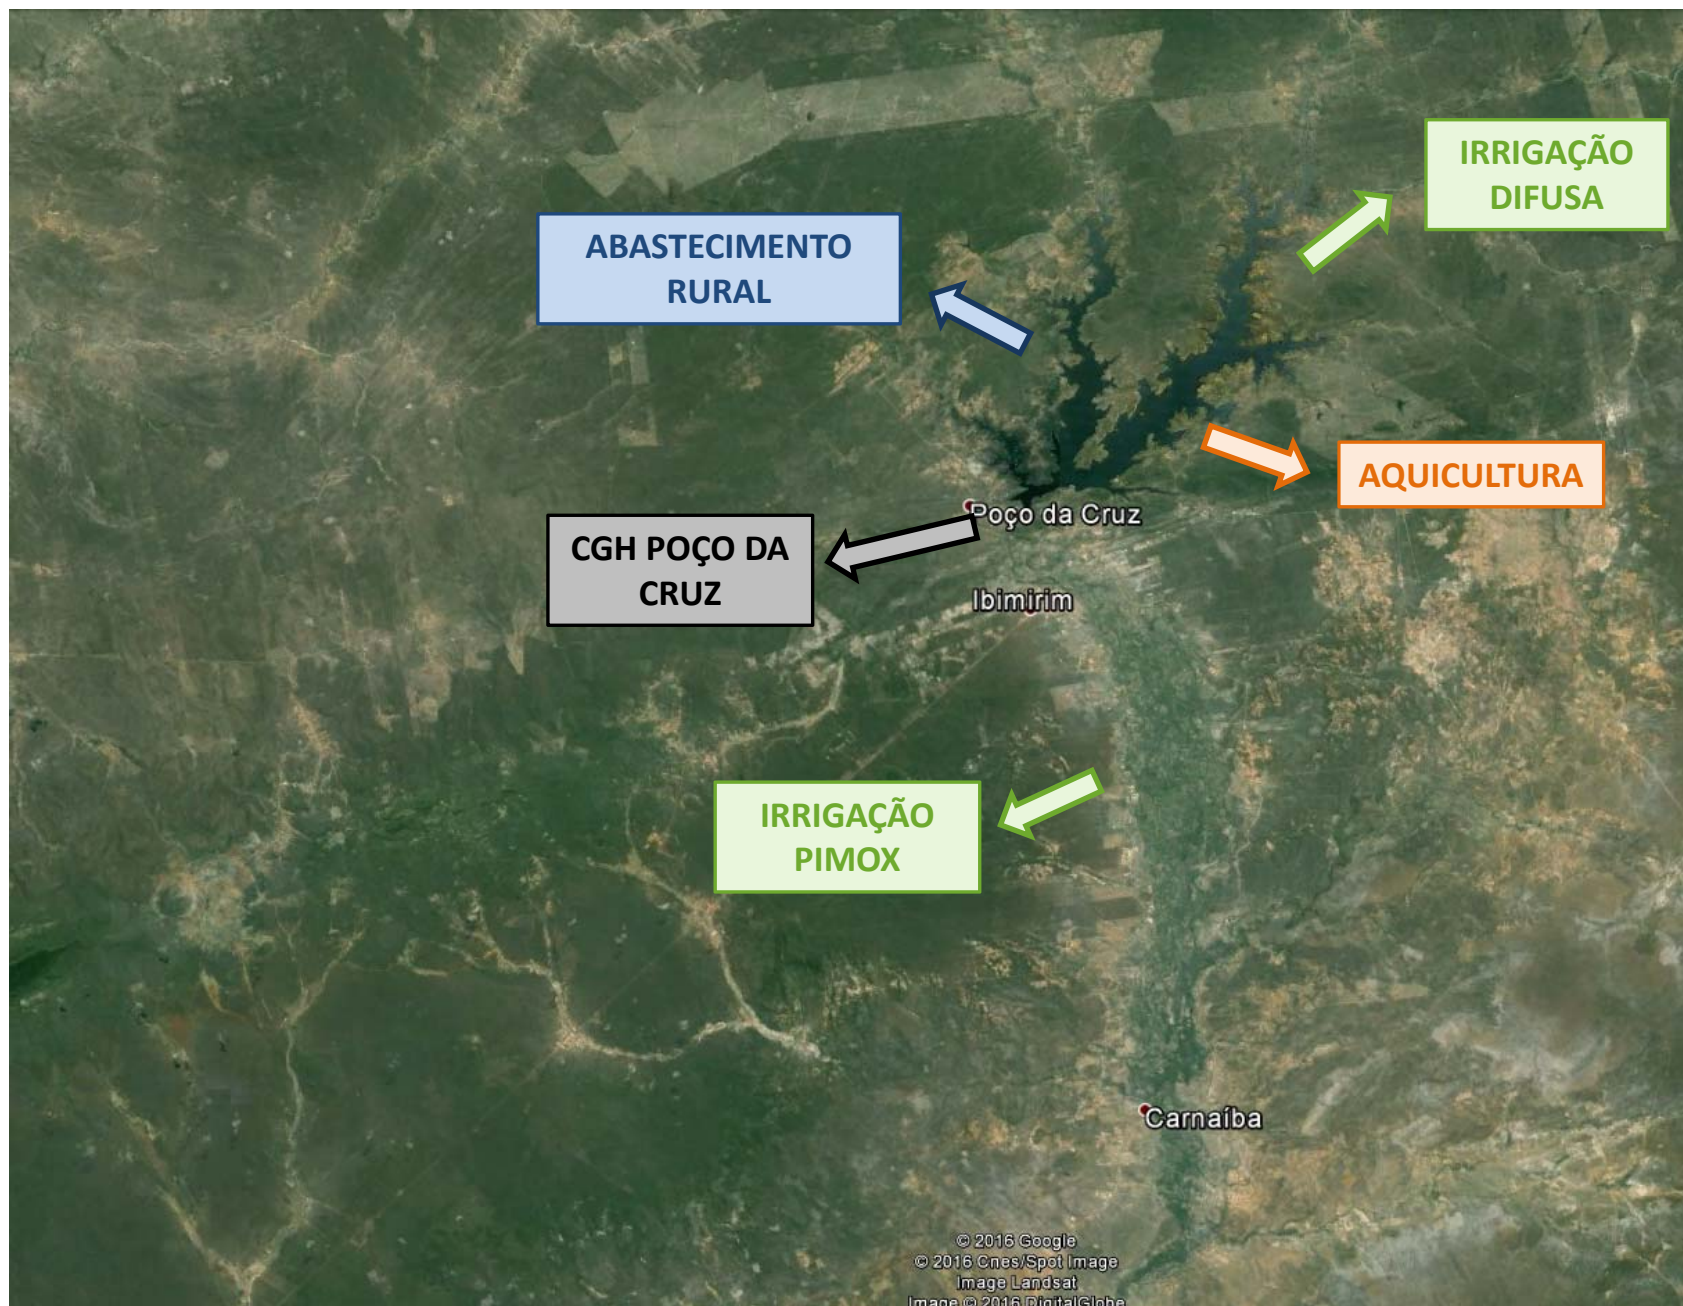 IRRIGAÇÃO
DIFUSA
ABASTECIMENTO
RURAL
AQUICULTURA
Poço da Cruz
CGH POÇO DA
CRUZ
Ibimirim
IRRIGAÇÃO
PIMOX
Carnaíba
© 2016 Google
© 2016 Cnes/Spot Image
Image Landsat
Image © 2016 DigitalGlobe